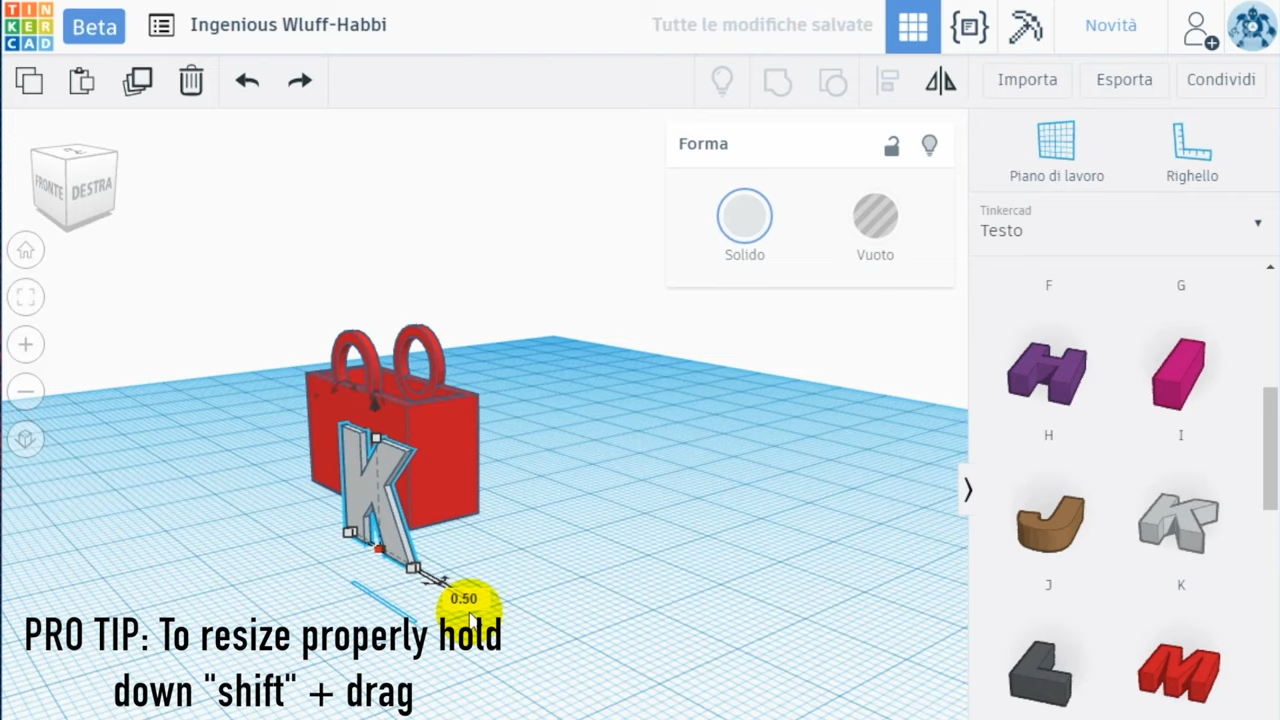 TIN
KER
CAD
Beta
Ingenious Wluff-Habbi
Tutte le modifiche salvate
Novità
Importa
Esporta
Condividi
FRONTE
DESTRA
Forma
Solido
Vuoto
Piano di lavoro
Righello
Tinkercad
Testo
F
G
H
I
J
K
0.50
PRO TIP: To resize properly hold
down "shift" + drag